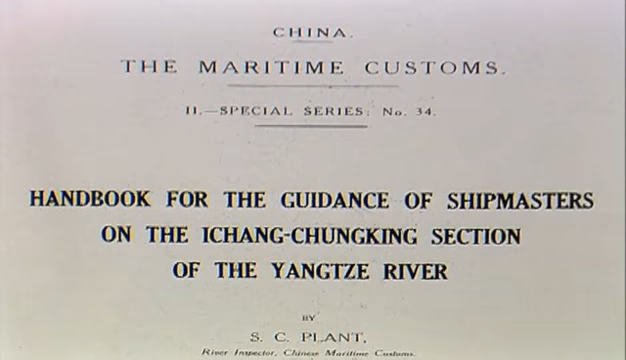 CHINA.
THE MARITIME CUSTOMS.
II.—SPECIAL SERIES: No. 34.
HANDBOOK FOR THE GUIDANCE OF SHIPMASTERS
ON THE ICHANG-CHUNGKING SECTION
OF THE YANGTZE RIVER
BY
S. C. PLANT,
River Inspector, Chinese Maritime Customs.